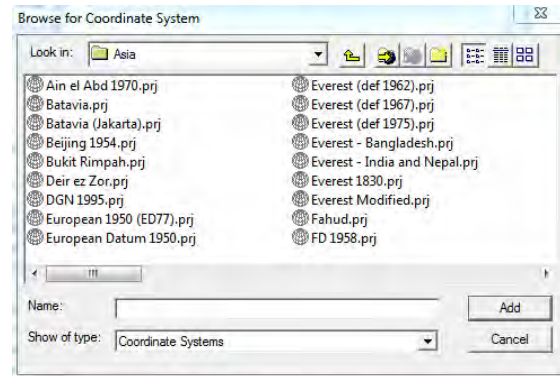 Browse for Coordinate System
Look in: Asia
Ain el Abd 1970.prj
Batavia.prj
Batavia (Jakarta).prj
Beijing 1954.prj
Bukit Rimpah.prj
Deir ez Zor.prj
DGN 1995.prj
European 1950 (ED77).prj
European Datum 1950.prj
Everest (def 1962).prj
Everest (def 1967).prj
Everest (def 1975).prj
Everest - Bangladesh.prj
Everest - India and Nepal.prj
Everest 1830.prj
Everest Modified.prj
Fahud.prj
FD 1958.prj
Name:
Add
Show of type: Coordinate Systems
Cancel